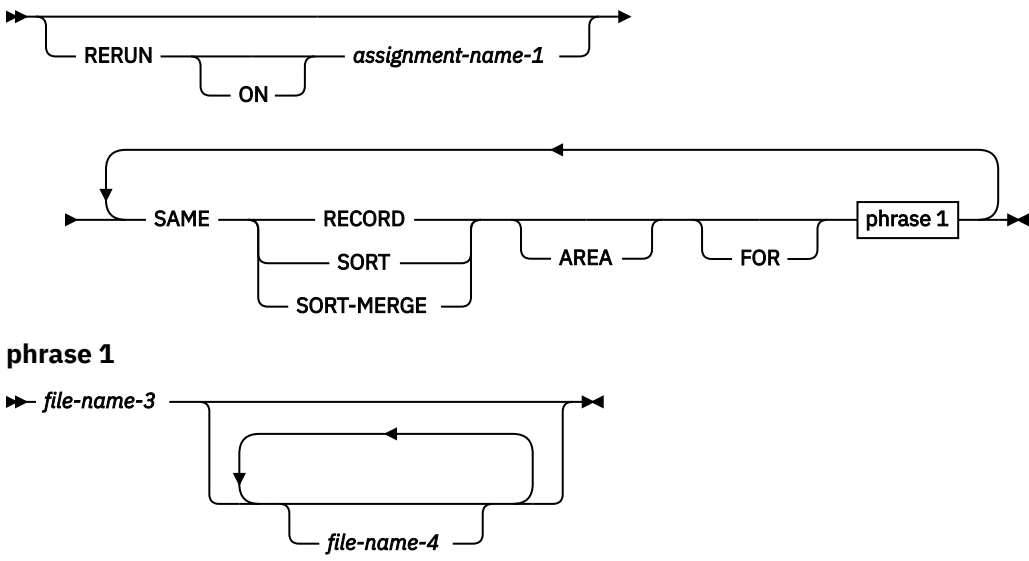 RERUN assignment-name-1
ON
SAME RECORD phrase 1
SORT AREA FOR
SORT-MERGE
phrase 1
file-name-3
file-name-4